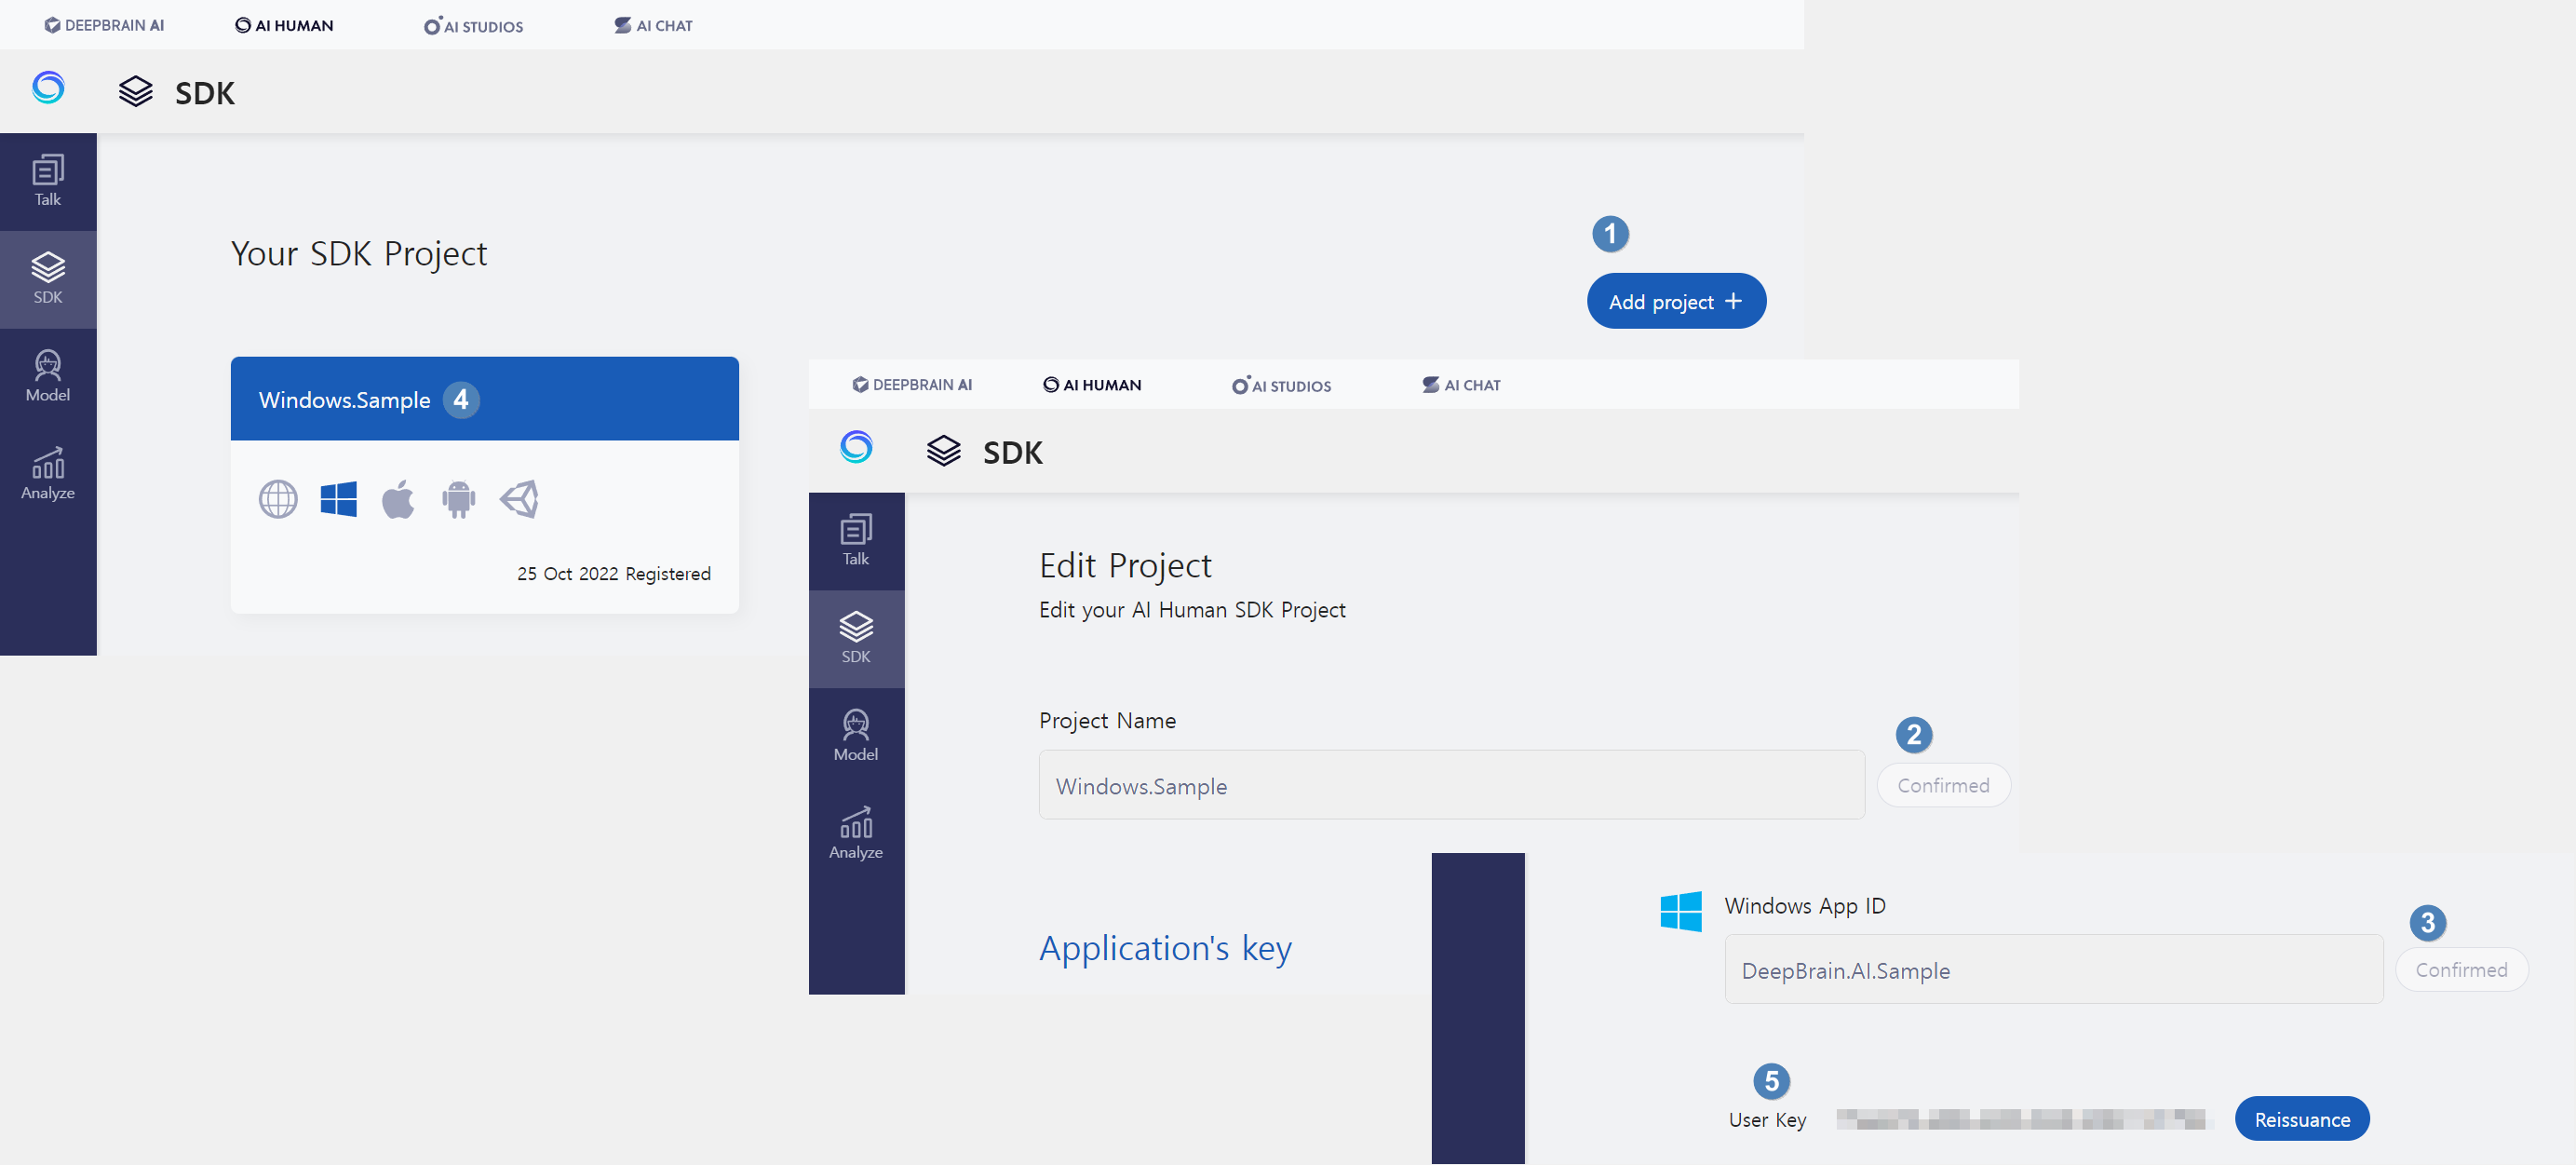 DEEPBRAIN AI
AI HUMAN
AI STUDIOS
AI CHAT
SDK
Talk
SDK
Model
Analyze
Your SDK Project
1
Add project +
Windows.Sample 4
25 Oct 2022 Registered
DEEPBRAIN AI
AI HUMAN
AI STUDIOS
AI CHAT
SDK
Talk
SDK
Model
Analyze
Edit Project
Edit your AI Human SDK Project
Project Name
2
Windows.Sample
Confirmed
Application's key
Windows App ID
3
DeepBrain.AI.Sample
Confirmed
5
User Key
Reissuance